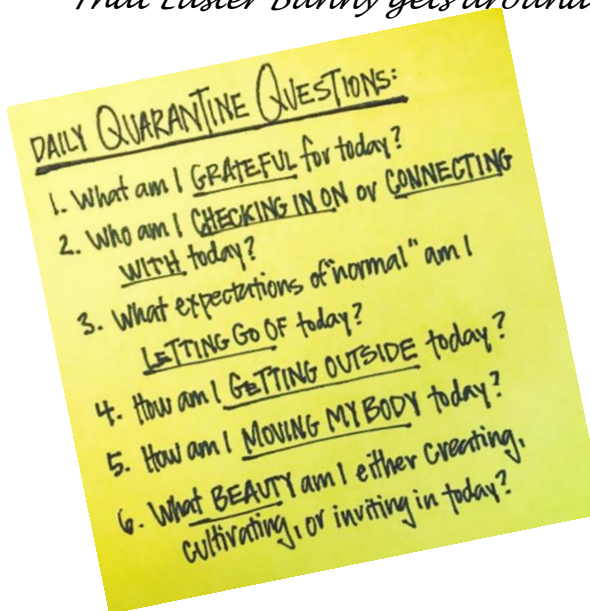 That Easter Bunny gets around
DAILY QUARANTINE QUESTIONS:
1. What am I GRATEFUL for today?
2. Who am I CHECKING IN ON or CONNECTING
WITH today?
3. What expectations of "normal" am I
LETTING GO OF today?
4. How am I GETTING OUTSIDE today?
5. How am I MOVING MY BODY today?
6. What BEAUTY am I either creating,
cultivating, or inviting in today?